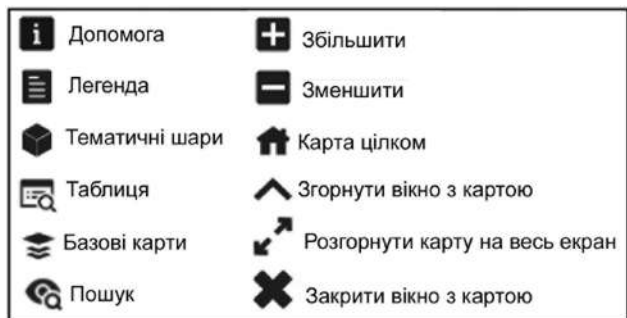 Допомога
Легенда
Тематичні шари
Таблиця
Базові карти
Пошук
Збільшити
Зменшити
Карта цілком
Згорнути вікно з картою
Розгорнути карту на весь екран
Закрити вікно з картою